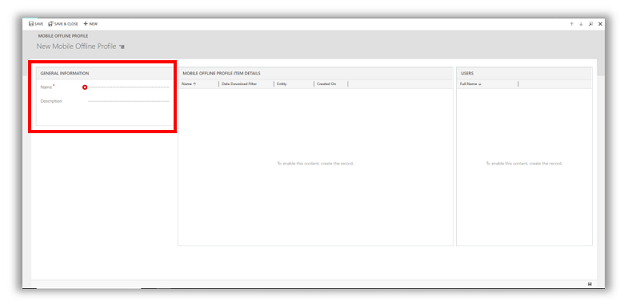 SAVE SAVE & CLOSE + NEW
MOBILE OFFLINE PROFILE
New Mobile Offline Profile
GENERAL INFORMATION
Name*
Description
MOBILE OFFLINE PROFILE ITEM DETAILS
Name Data Download Filter Entity Created On
To enable this content, create the record.
USERS
Full Name
To enable this content, create the record.